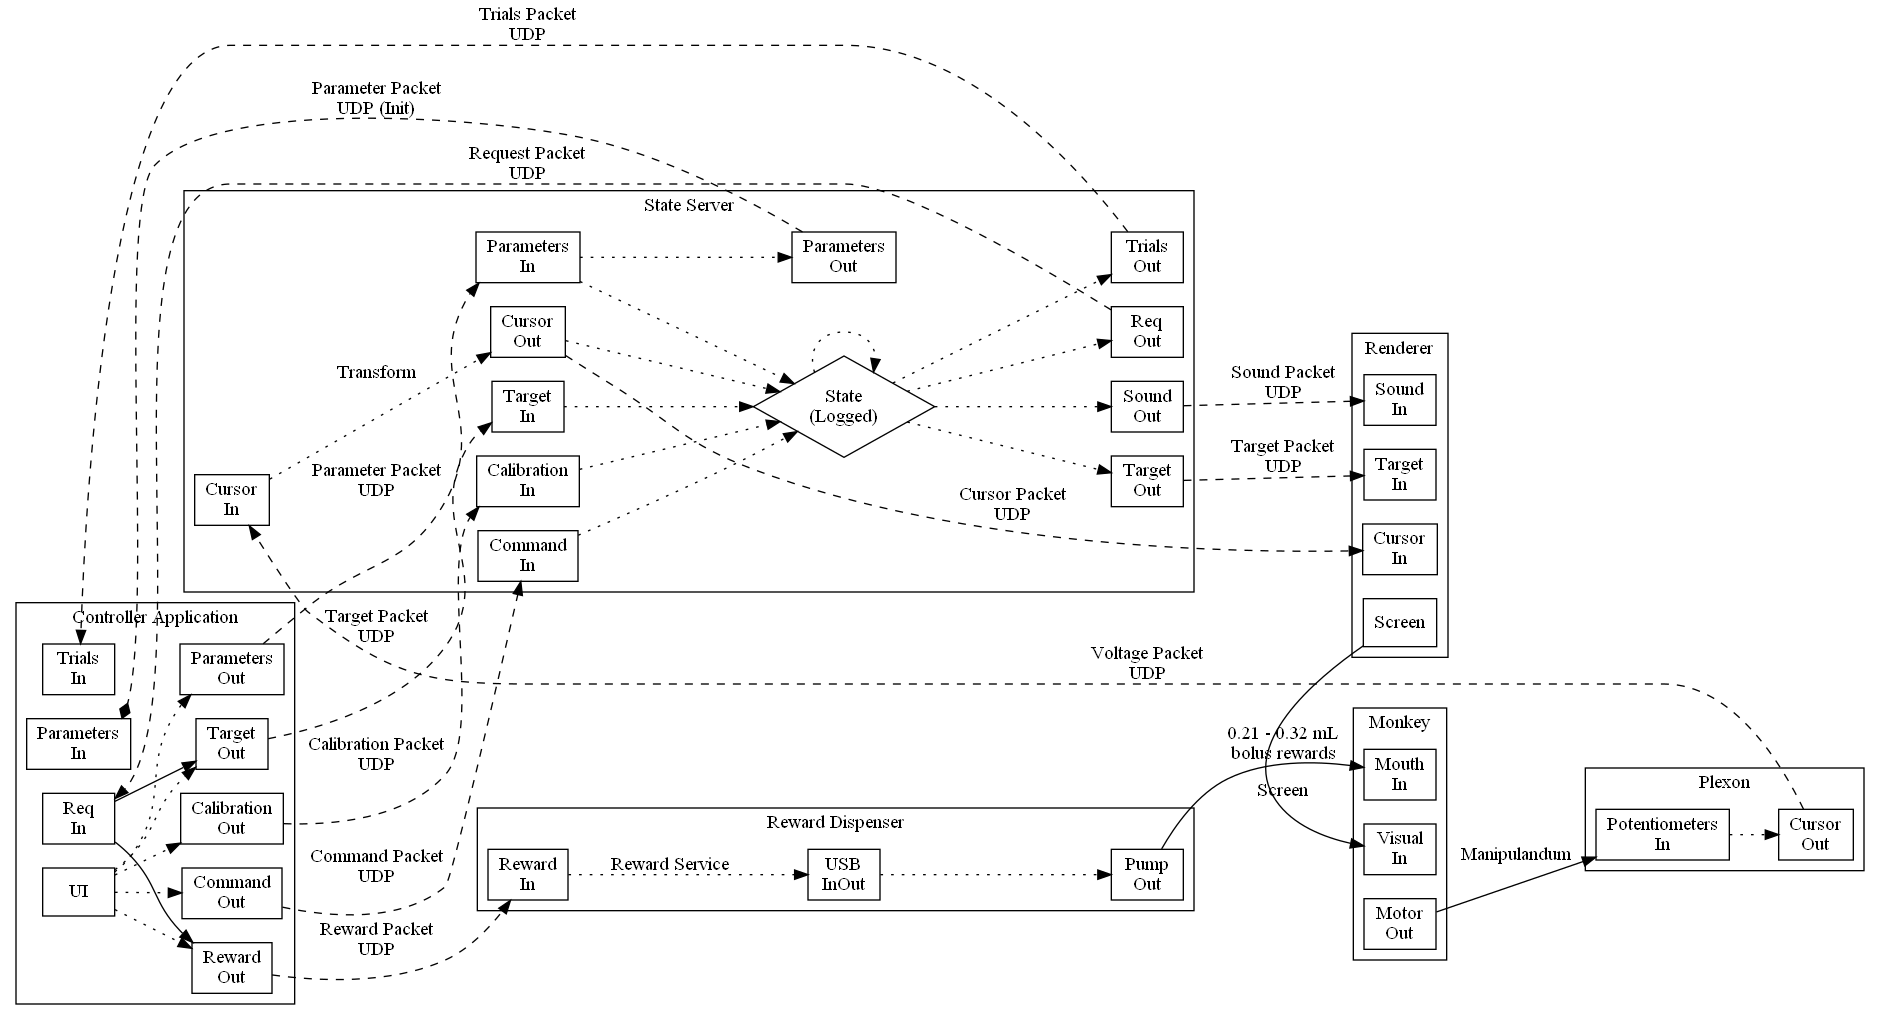 Trials Packet
UDP
Parameter Packet
UDP (Init)
Request Packet
UDP
State Server
Parameters
In
Parameters
Out
Trials
Out
Cursor
Out
Req
Out
Transform
Target
In
State
(Logged)
Sound
Out
Sound Packet
UDP
Renderer
Sound
In
Parameter Packet
UDP
Calibration
In
Target
Out
Target Packet
UDP
Target
In
Cursor
In
Cursor Packet
UDP
Command
In
Cursor
In
Screen
Controller Application
Target Packet
UDP
Trials
In
Parameters
Out
Voltage Packet
UDP
Parameters
In
Target
Out
Calibration Packet
UDP
0.21 - 0.32 mL
bolus rewards
Screen
Monkey
Mouth
In
Visual
In
Motor
Out
Manipulandum
Plexon
Potentiometers
In
Cursor
Out
Req
In
Calibration
Out
UI
Command
Out
Command Packet
UDP
Reward
Out
Reward Packet
UDP
Reward Dispenser
Reward
In
Reward Service
USB
InOut
Pump
Out